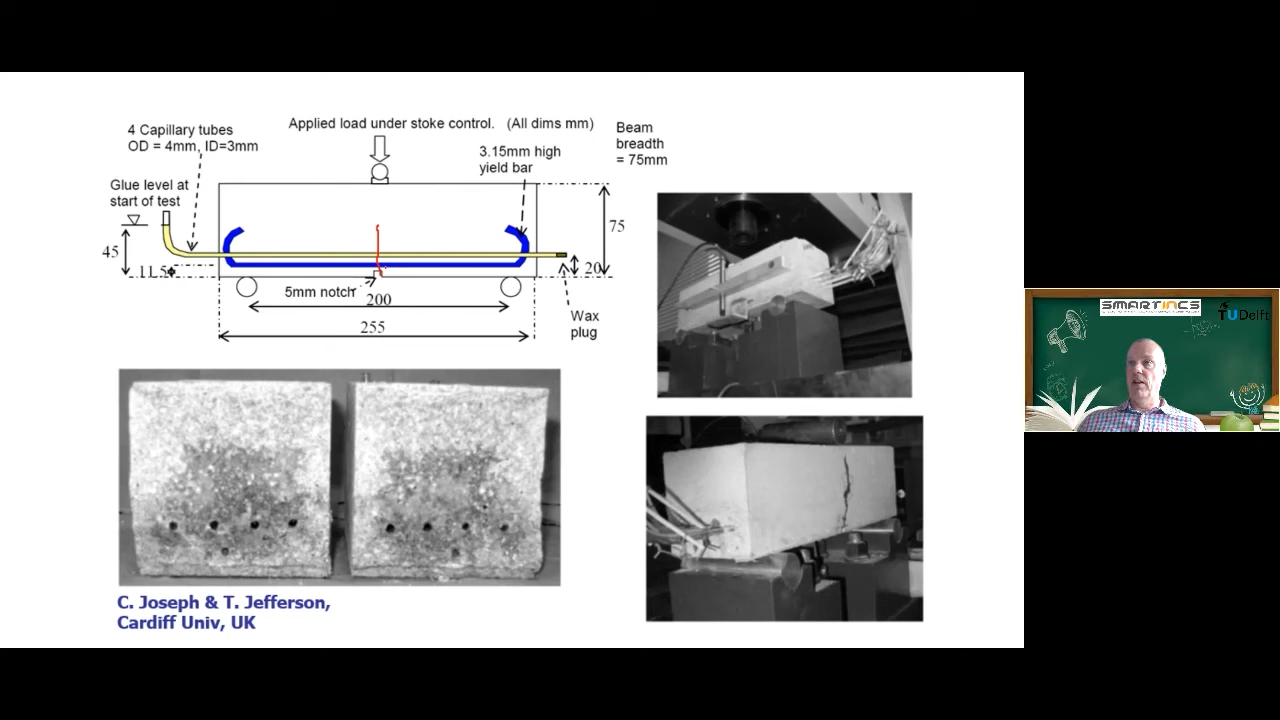 4 Capillary tubes
OD = 4mm, ID=3mm
Applied load under stoke control. (All dims mm)
Beam
breadth
= 75mm
3.15mm high
yield bar
Glue level at
start of test
75
45
11.5
20
5mm notch
200
255
Wax
plug
C. Joseph & T. Jefferson,
Cardiff Univ, UK
SMARTINCS
TUDelft